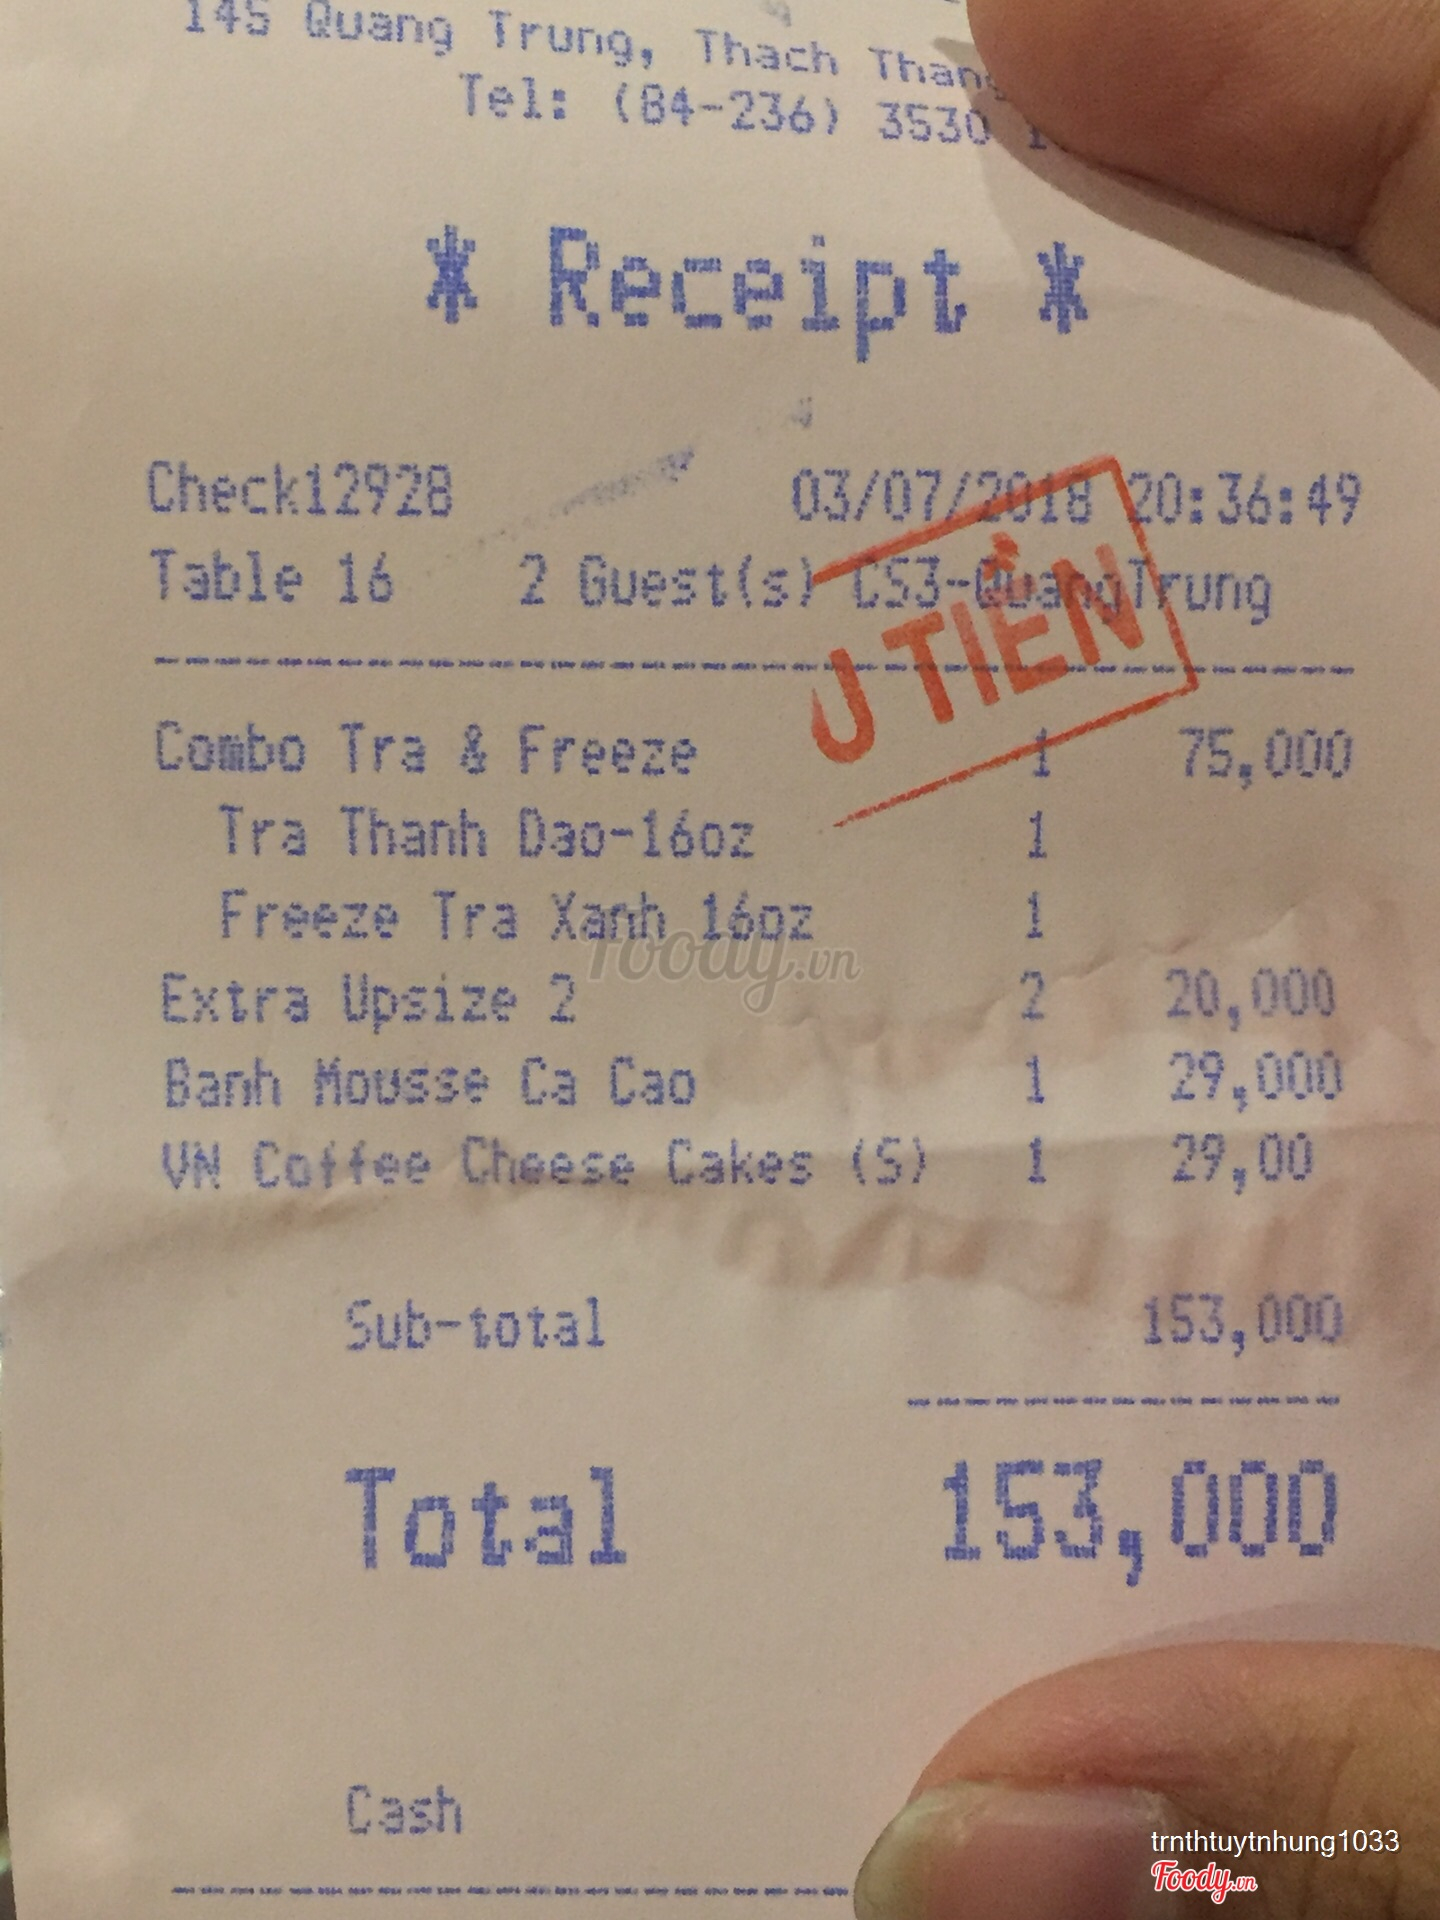 145 Quang Trung, Thach Thang
Tel: (84-236) 3530
* Receipt *
Check12928 03/07/2018 20:36:49
Table 16 2 Guest(s) CS3-QuangTrung
U TIỀN
Combo Tra & Freeze 1 75,000
Tra Thanh Dao-16oz 1
Freeze Tra Xanh 16oz 1
Foody.vn
Extra Upsize 2 2 20,000
Banh Mousse Ca Cao 1 29,000
VN Coffee Cheese Cakes (S) 1 29,00
Sub-total 153,000
Total 153,000
Cash
trnthtuytnhung1033
Foody.vn